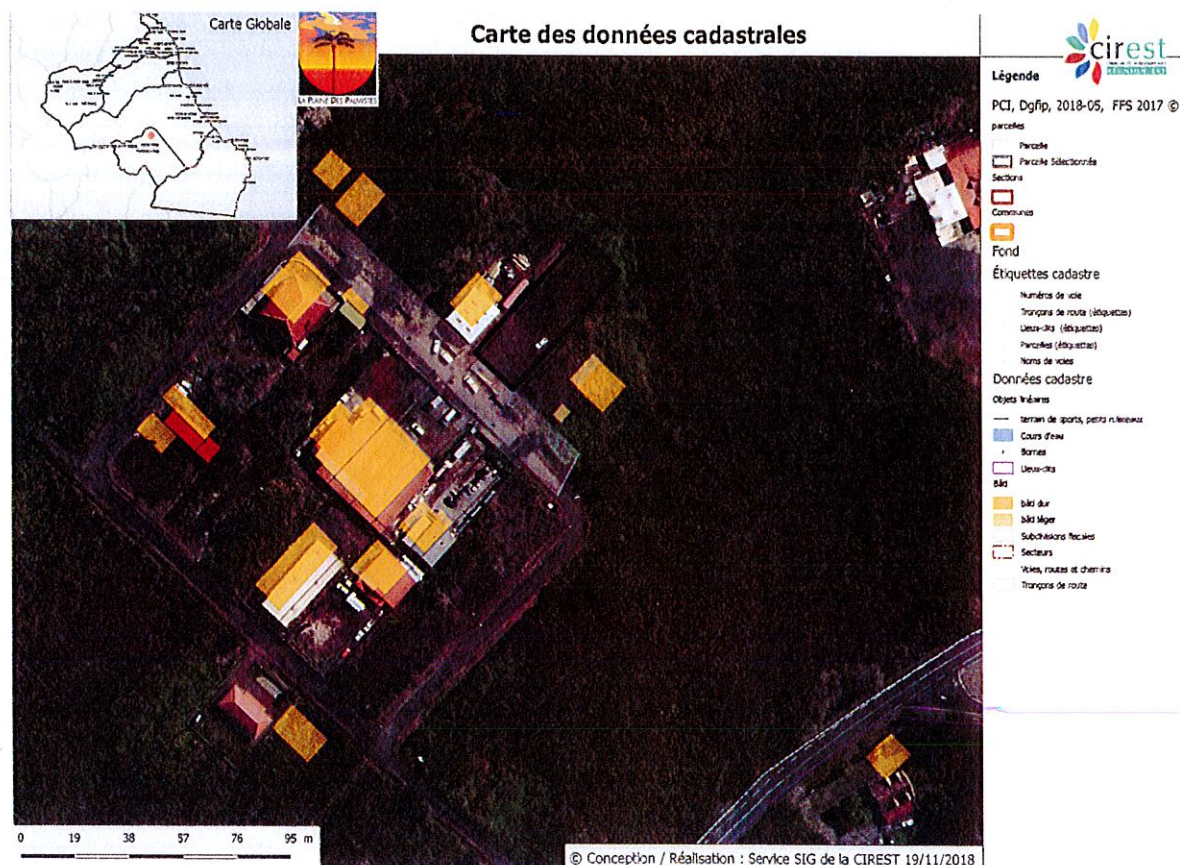 Carte Globale
LA PLAINE DES PALMISTES
Carte des données cadastrales
cirest
RÉUNION EST
Légende
PCI, Dgfip, 2018-05, FFS 2017 ©
parcelles
Parcelle
Parcelle Sélectionnée
Sections
Communes
Fond
Étiquettes cadastre
Numéros de voie
Tronçons de route (étiquettes)
Lieux-dits (étiquettes)
Parcelles (étiquettes)
Noms de voies
Données cadastre
Objets linéaires
terrain de sports, petits ruisseaux
Cours d'eau
Bornes
Lieux-dits
Bâti
bâti dur
bâti léger
Subdivisions fiscales
Secteurs
Voies, routes et chemins
Tronçons de route
0 19 38 57 76 95 m
© Conception / Réalisation : Service SIG de la CIREST 19/11/2018